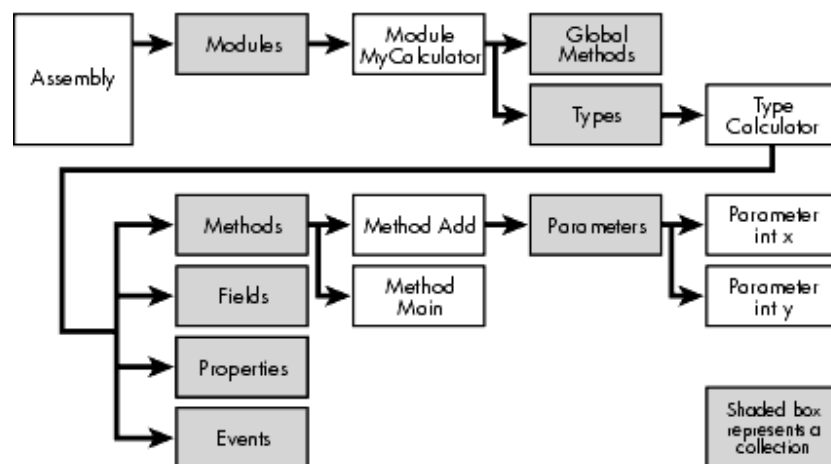 Assembly
Modules
Module
MyCalculator
Global
Methods
Types
Type
Calculator
Methods
Method Add
Parameters
Parameter
int x
Fields
Method
Main
Parameter
int y
Properties
Events
Shaded box
represents a
collection